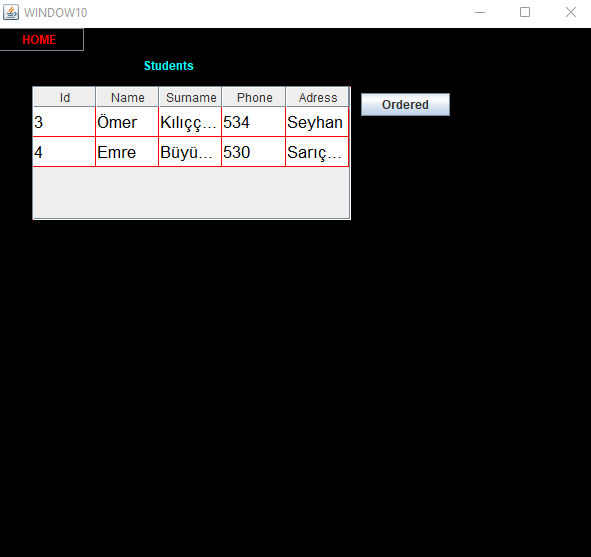 WINDOW10
HOME
Students
Id Name Surname Phone Adress
Ordered
3 Ömer Kılıçç... 534 Seyhan
4 Emre Büyü... 530 Sarıç...